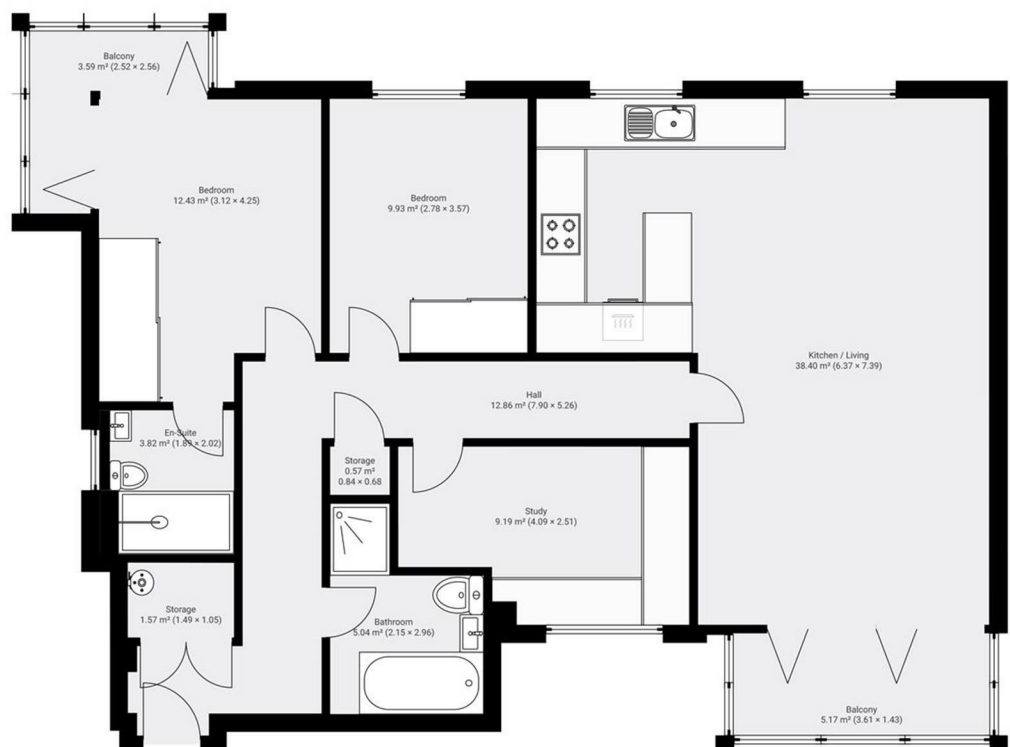 Balcony
3.59 m² (2.52 × 2.56)
Bedroom
12.43 m² (3.12 × 4.25)
Bedroom
9.93 m² (2.78 × 3.57)
Kitchen / Living
38.40 m² (6.37 × 7.39)
Hall
12.86 m² (7.90 × 5.26)
En-Suite
3.82 m² (1.89 × 2.02)
Storage
0.57 m²
0.84 × 0.68
Study
9.19 m² (4.09 × 2.51)
Storage
1.57 m² (1.49 × 1.05)
Bathroom
5.04 m² (2.15 × 2.96)
Balcony
5.17 m² (3.61 × 1.43)